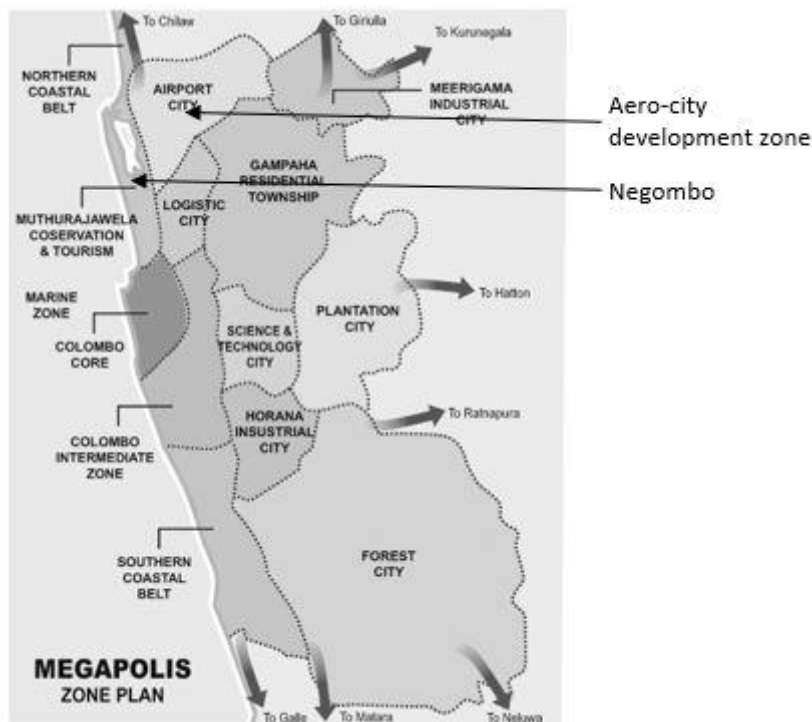 To Chilaw
To Giriulla
To Kurunegala
NORTHERN
COASTAL
BELT
AIRPORT
CITY
MEERIGAMA
INDUSTRIAL
CITY
Aero-city
development zone
GAMPAHA
RESIDENTIAL
TOWNSHIP
Negombo
LOGISTIC
CITY
MUTHURAJAWELA
COSERVATION
& TOURISM
MARINE
ZONE
To Hatton
PLANTATION
CITY
SCIENCE &
TECHNOLOGY
CITY
COLOMBO
CORE
To Ratnapura
HORANA
INSUSTRIAL
CITY
COLOMBO
INTERMEDIATE
ZONE
SOUTHERN
COASTAL
BELT
FOREST
CITY
MEGAPOLIS
ZONE PLAN
To Galle
To Matara
To Neluwa